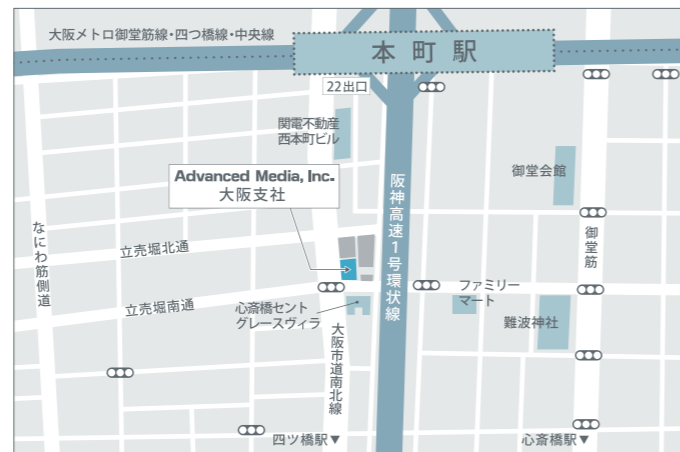 大阪メトロ御堂筋線・四つ橋線・中央線
本町駅
22出口
関電不動産
西本町ビル
Advanced Media, Inc.
大阪支社
御堂会館
阪神高速1号環状線
なにわ筋側道
立売堀北通
御堂筋
立売堀南通
ファミリー
マート
心斎橋セント
グレースヴィラ
難波神社
大阪市道南北線
四ツ橋駅▼
心斎橋駅▼